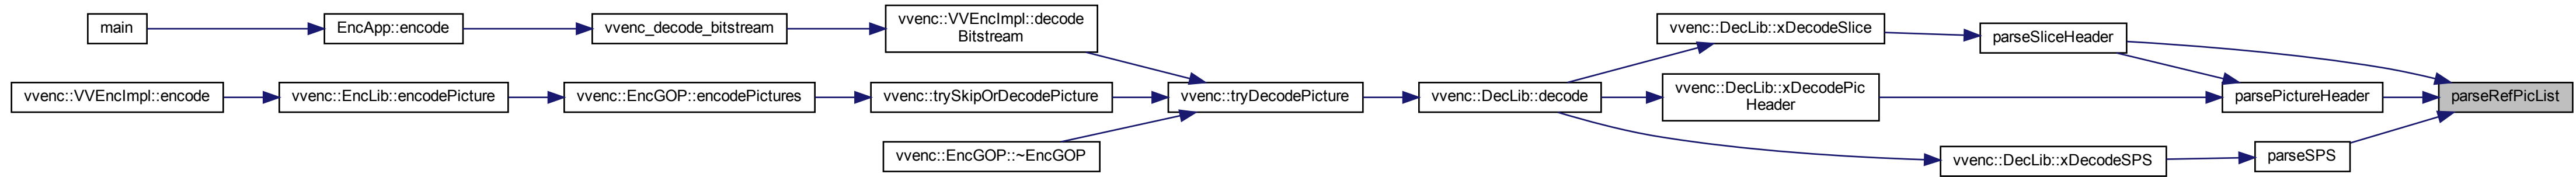 main
EncApp::encode
vvenc_decode_bitstream
vvenc::VVEncImpl::decode
Bitstream
vvenc::DecLib::xDecodeSlice
parseSliceHeader
vvenc::VVEncImpl::encode
vvenc::EncLib::encodePicture
vvenc::EncGOP::encodePictures
vvenc::trySkipOrDecodePicture
vvenc::tryDecodePicture
vvenc::DecLib::decode
vvenc::DecLib::xDecodePic
Header
parsePictureHeader
parseRefPicList
vvenc::EncGOP::~EncGOP
vvenc::DecLib::xDecodeSPS
parseSPS